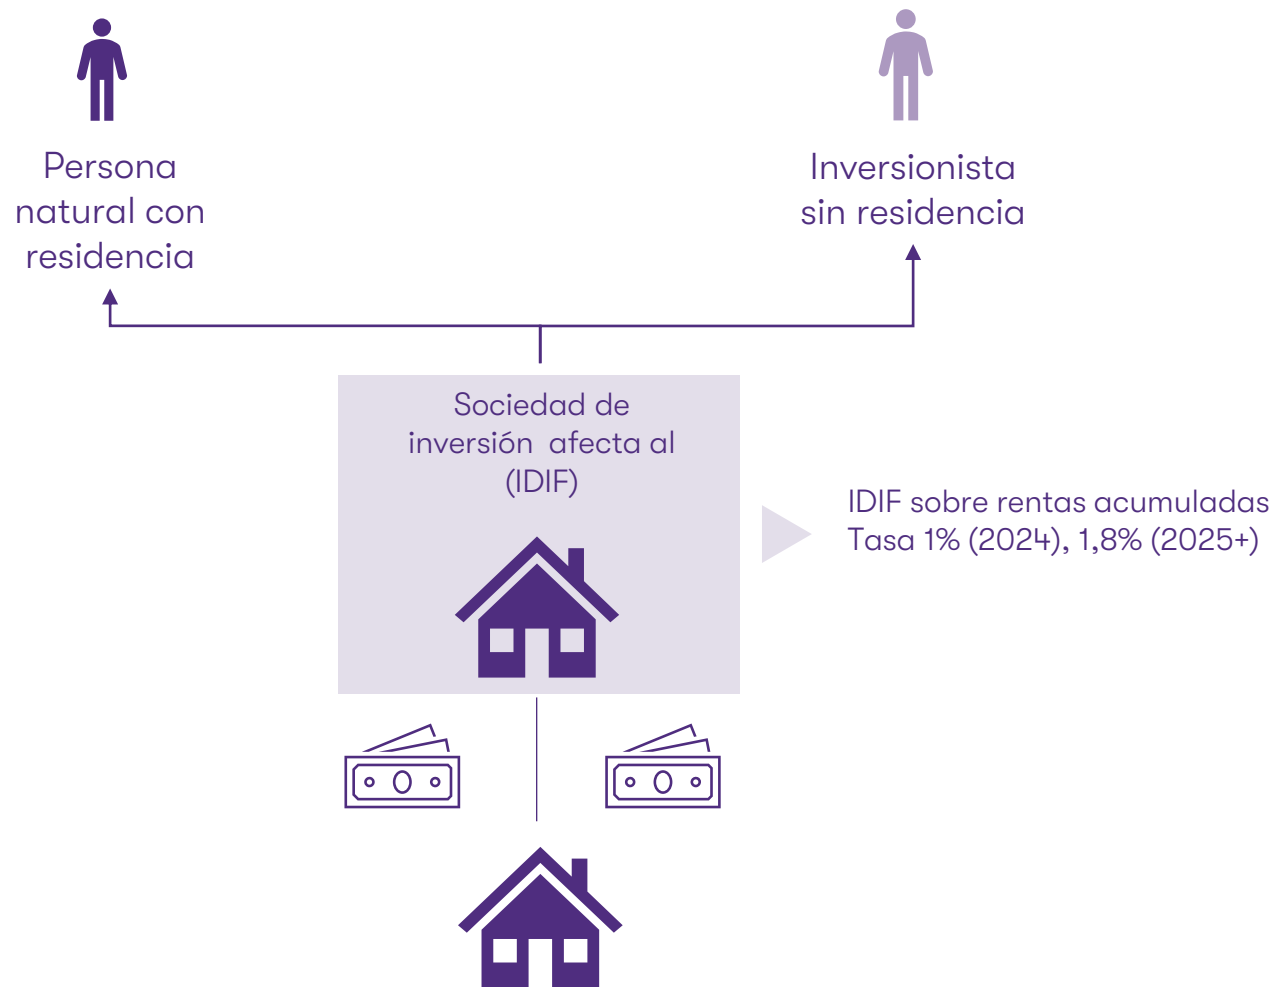 Persona
natural con
residencia
Inversionista
sin residencia
Sociedad de
inversión afecta al
(IDIF)
IDIF sobre rentas acumuladas
Tasa 1% (2024), 1,8% (2025+)